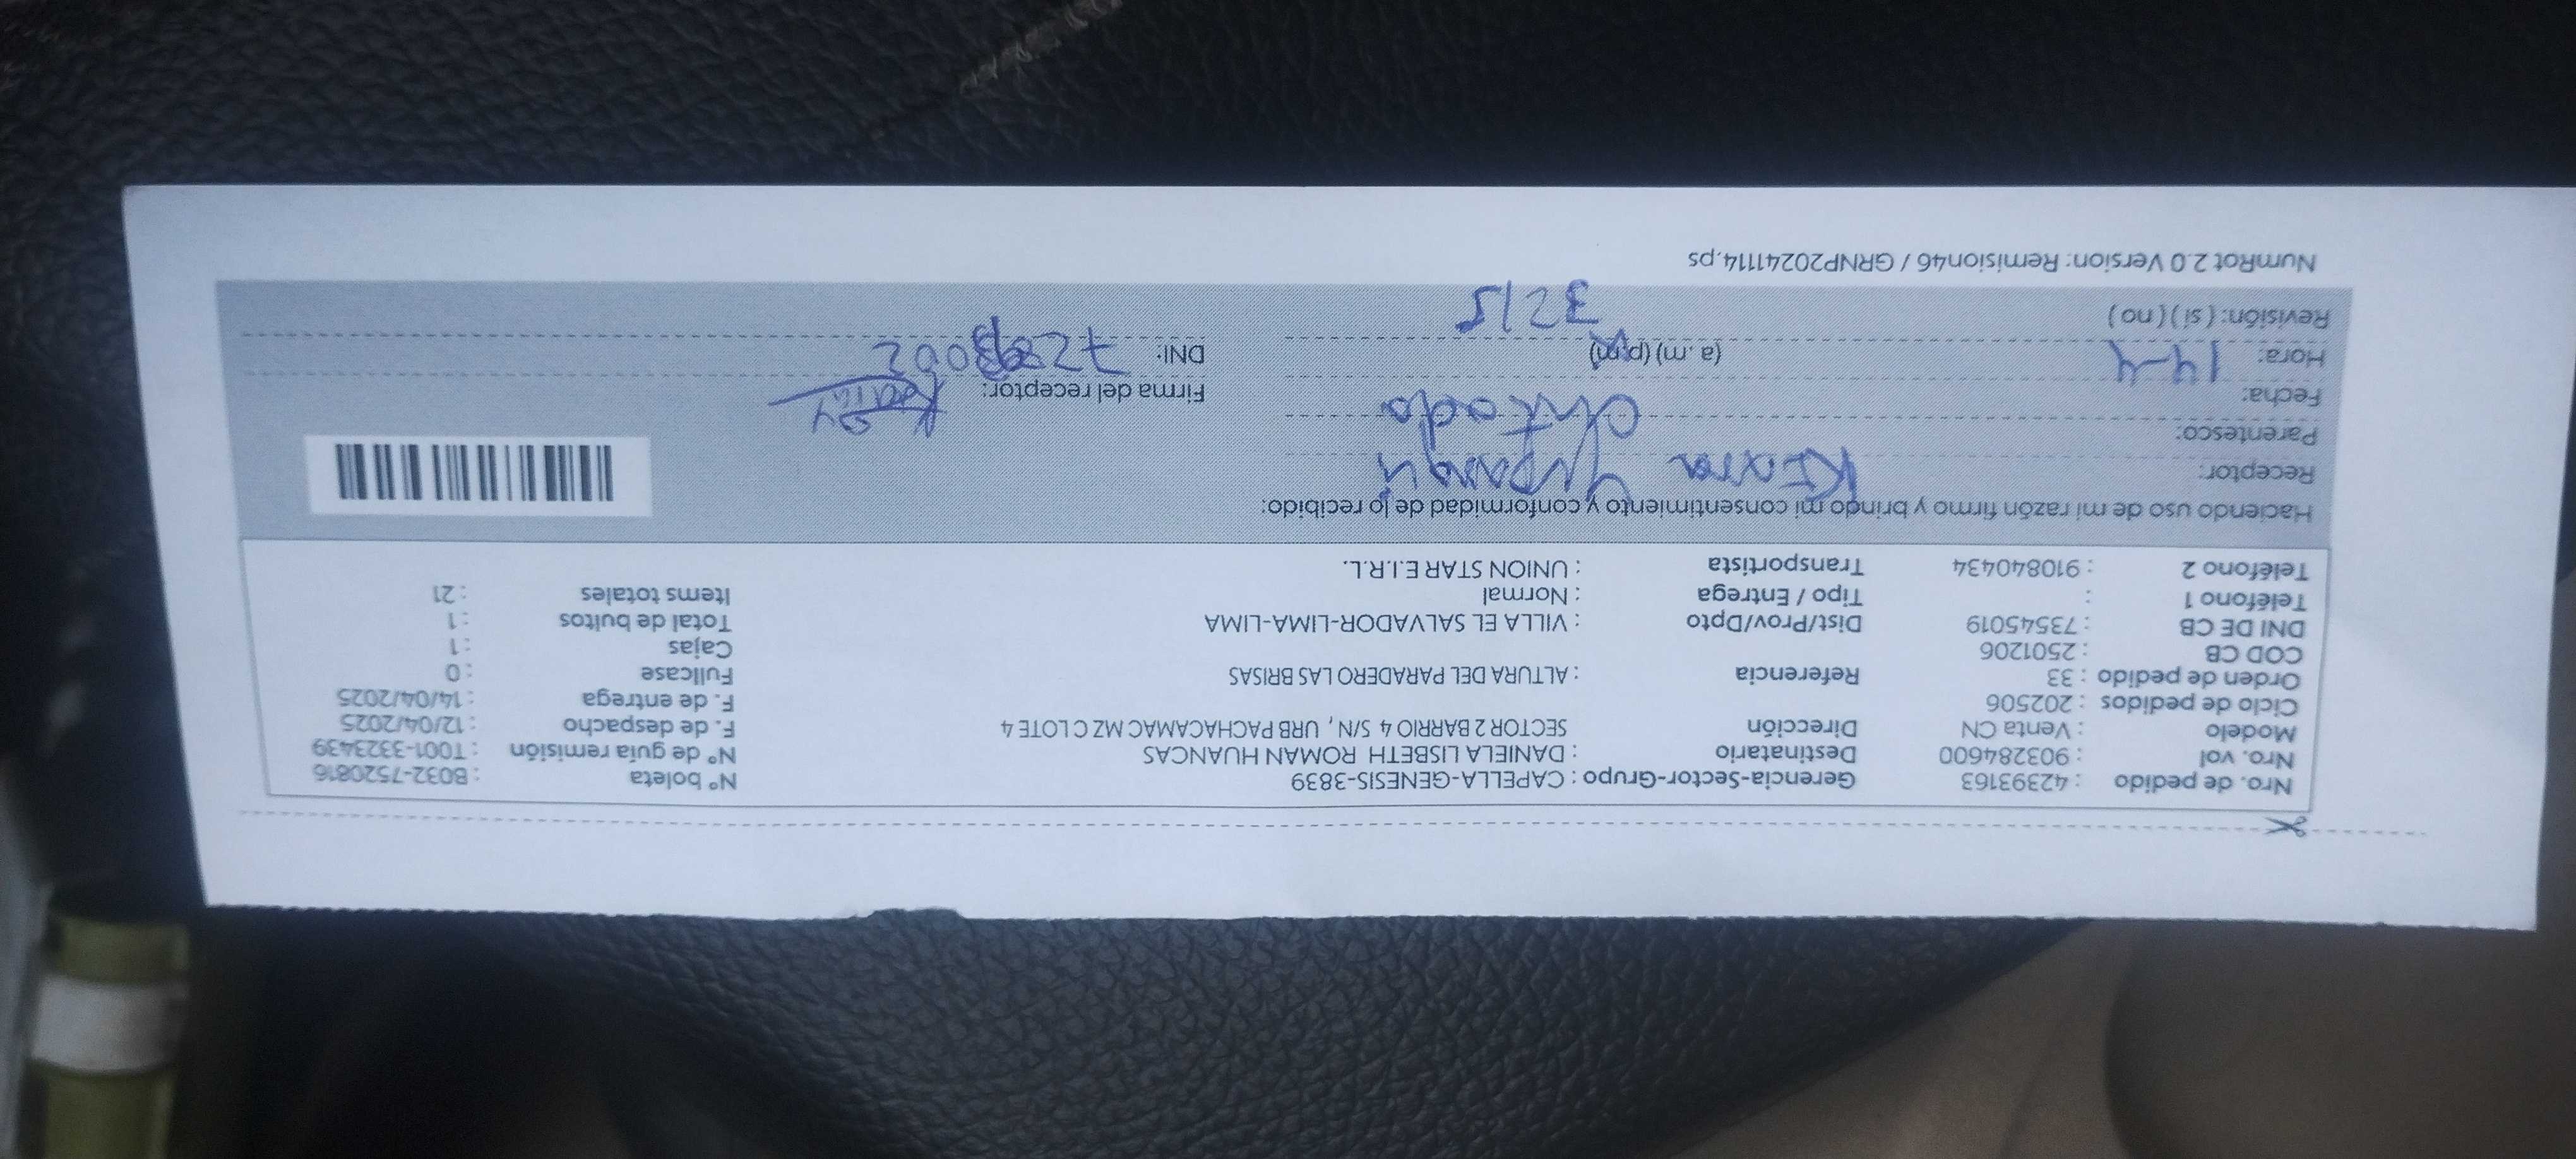 Nro. de pedido : 42393163 Gerencia-Sector-Grupo : CAPELLA-GENESIS-3839 N° boleta : B032-7520816
Nro. vol : 903284600 Destinatario : DANIELA LISBETH ROMAN HUANCAS N° de guía remisión : T001-3323439
Modelo : Venta CN Dirección SECTOR 2 BARRIO 4 S/N, URB PACHACAMAC MZ C LOTE 4 F. de despacho : 12/04/2025
Ciclo de pedidos : 202506 F. de entrega : 14/04/2025
Orden de pedido : 33 Referencia : ALTURA DEL PARADERO LAS BRISAS Fullcase : 0
COD CB : 2501206 Cajas : 1
DNI DE CB : 73545019 Dist/Prov/Dpto : VILLA EL SALVADOR-LIMA-LIMA Total de bultos : 1
Teléfono 1 : Tipo / Entrega : Normal Items totales : 21
Teléfono 2 : 910840434 Transportista : UNION STAR E.I.R.L.
Haciendo uso de mi razón firmo y brindo mi consentimiento y conformidad de lo recibido:
Receptor: Yupanqui
Parentesco:
Fecha: Firma del receptor:
Hora: 14-4 (a. m) (p.m) DNI:
Revisión: ( si ) ( no )
NumRot 2.0 Version: Remision46 / GRNP20241114.ps